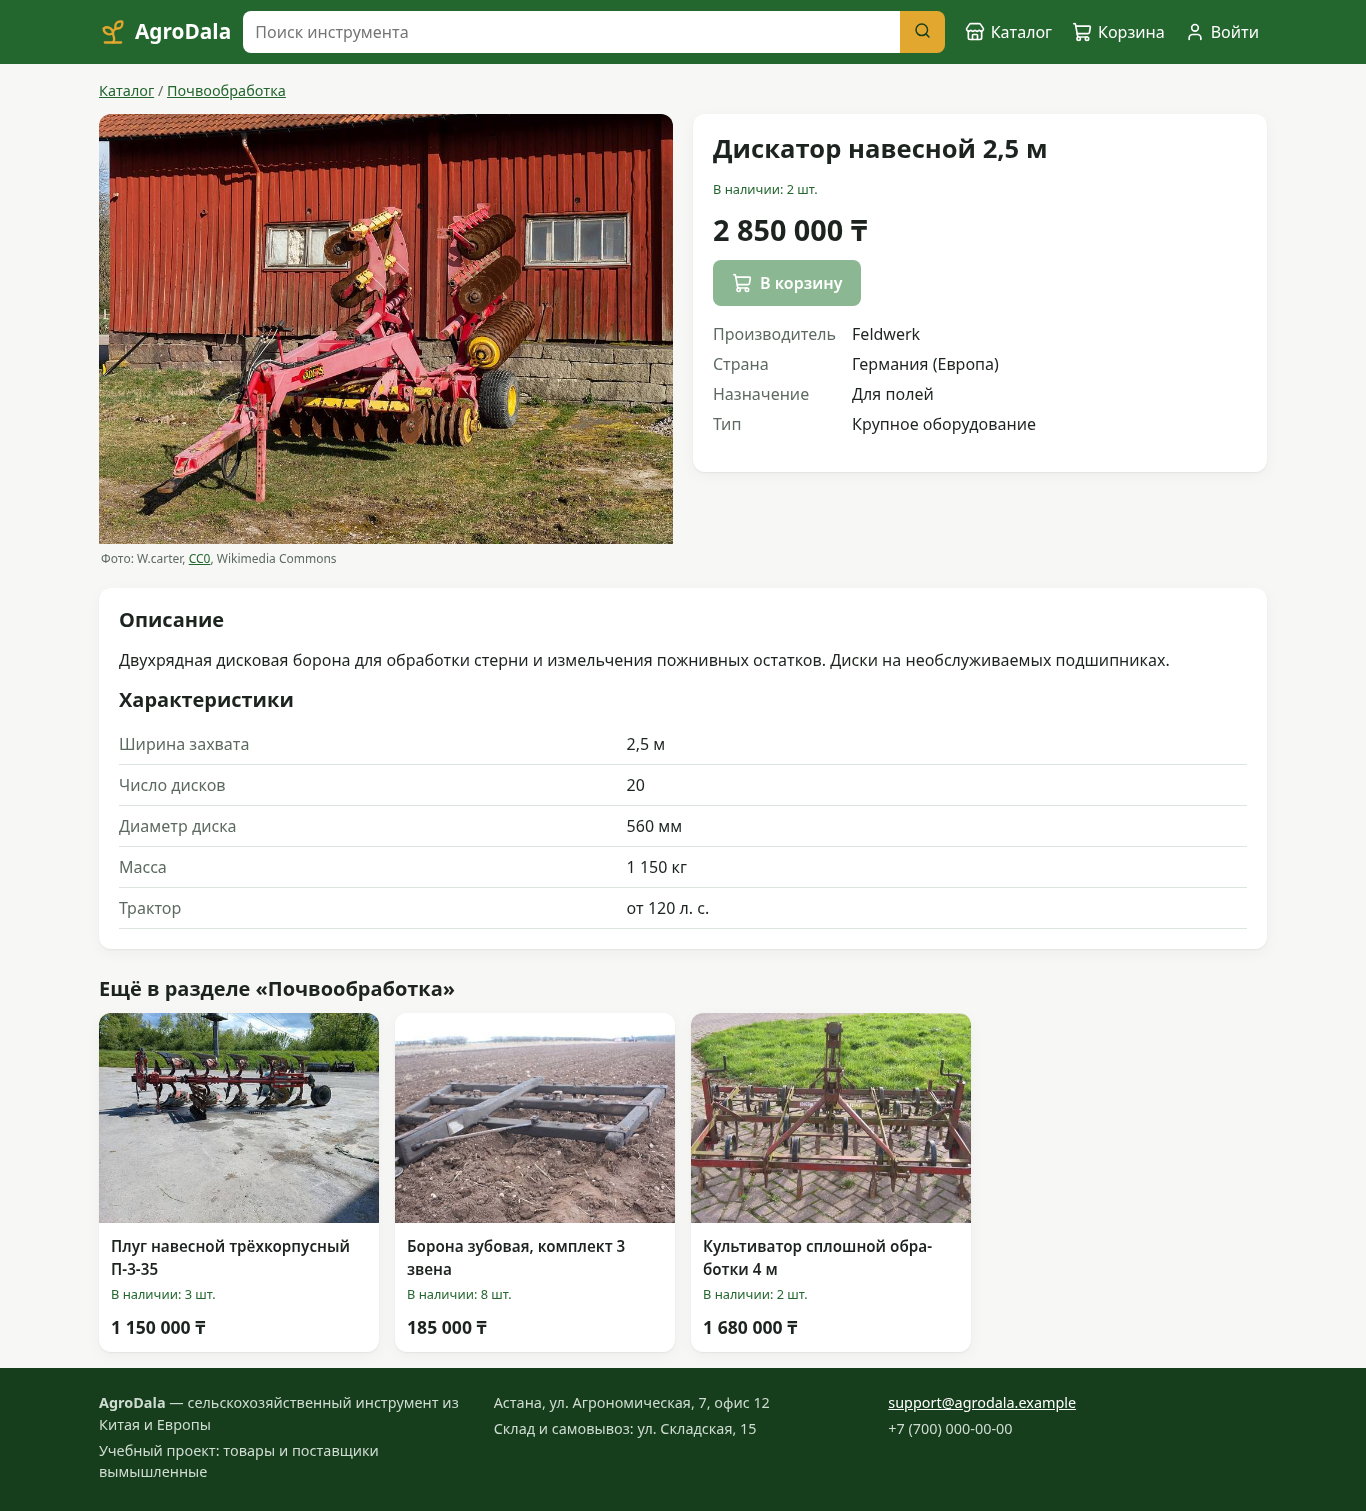 AgroDala
Поиск инструмента
Каталог
Корзина
Войти
Каталог / Почвообработка
Дискатор навесной 2,5 м
В наличии: 2 шт.
2 850 000 ₸
В корзину
Производитель Feldwerk
Страна Германия (Европа)
Назначение Для полей
Тип Крупное оборудование
Фото: W.carter, CC0, Wikimedia Commons
Описание
Двухрядная дисковая борона для обработки стерни и измельчения пожнивных остатков. Диски на необслуживаемых подшипниках.
Характеристики
Ширина захвата 2,5 м
Число дисков 20
Диаметр диска 560 мм
Масса 1 150 кг
Трактор от 120 л. с.
Ещё в разделе «Почвообработка»
Плуг навесной трёхкорпусный
П-3-35
В наличии: 3 шт.
1 150 000 ₸
Борона зубовая, комплект 3
звена
В наличии: 8 шт.
185 000 ₸
Культиватор сплошной обра-
ботки 4 м
В наличии: 2 шт.
1 680 000 ₸
AgroDala — сельскохозяйственный инструмент из
Китая и Европы
Учебный проект: товары и поставщики
вымышленные
Астана, ул. Агрономическая, 7, офис 12
Склад и самовывоз: ул. Складская, 15
support@agrodala.example
+7 (700) 000-00-00